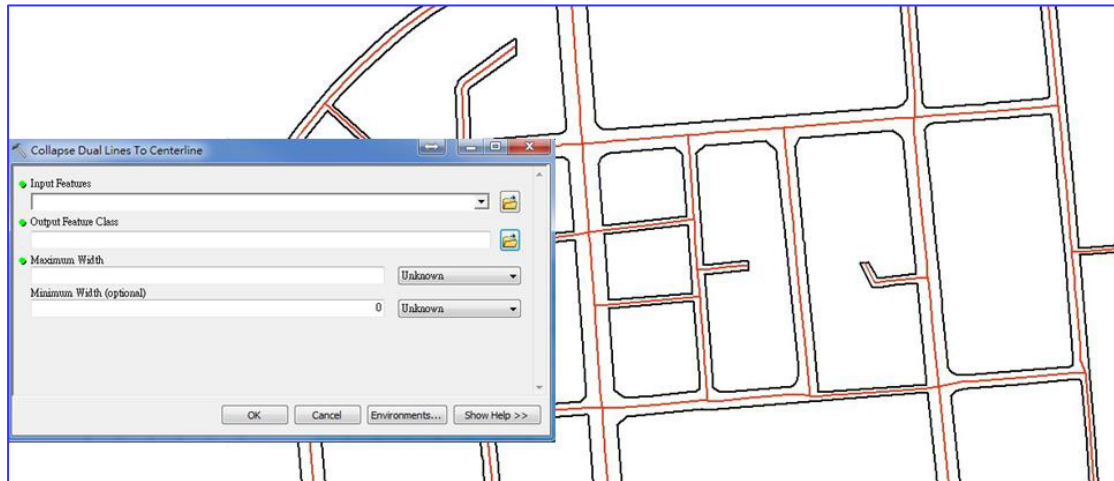 Collapse Dual Lines To Centerline
Input Features
Output Feature Class
Maximum Width
Unknown
Minimum Width (optional)
0
Unknown
OK
Cancel
Environments...
Show Help >>